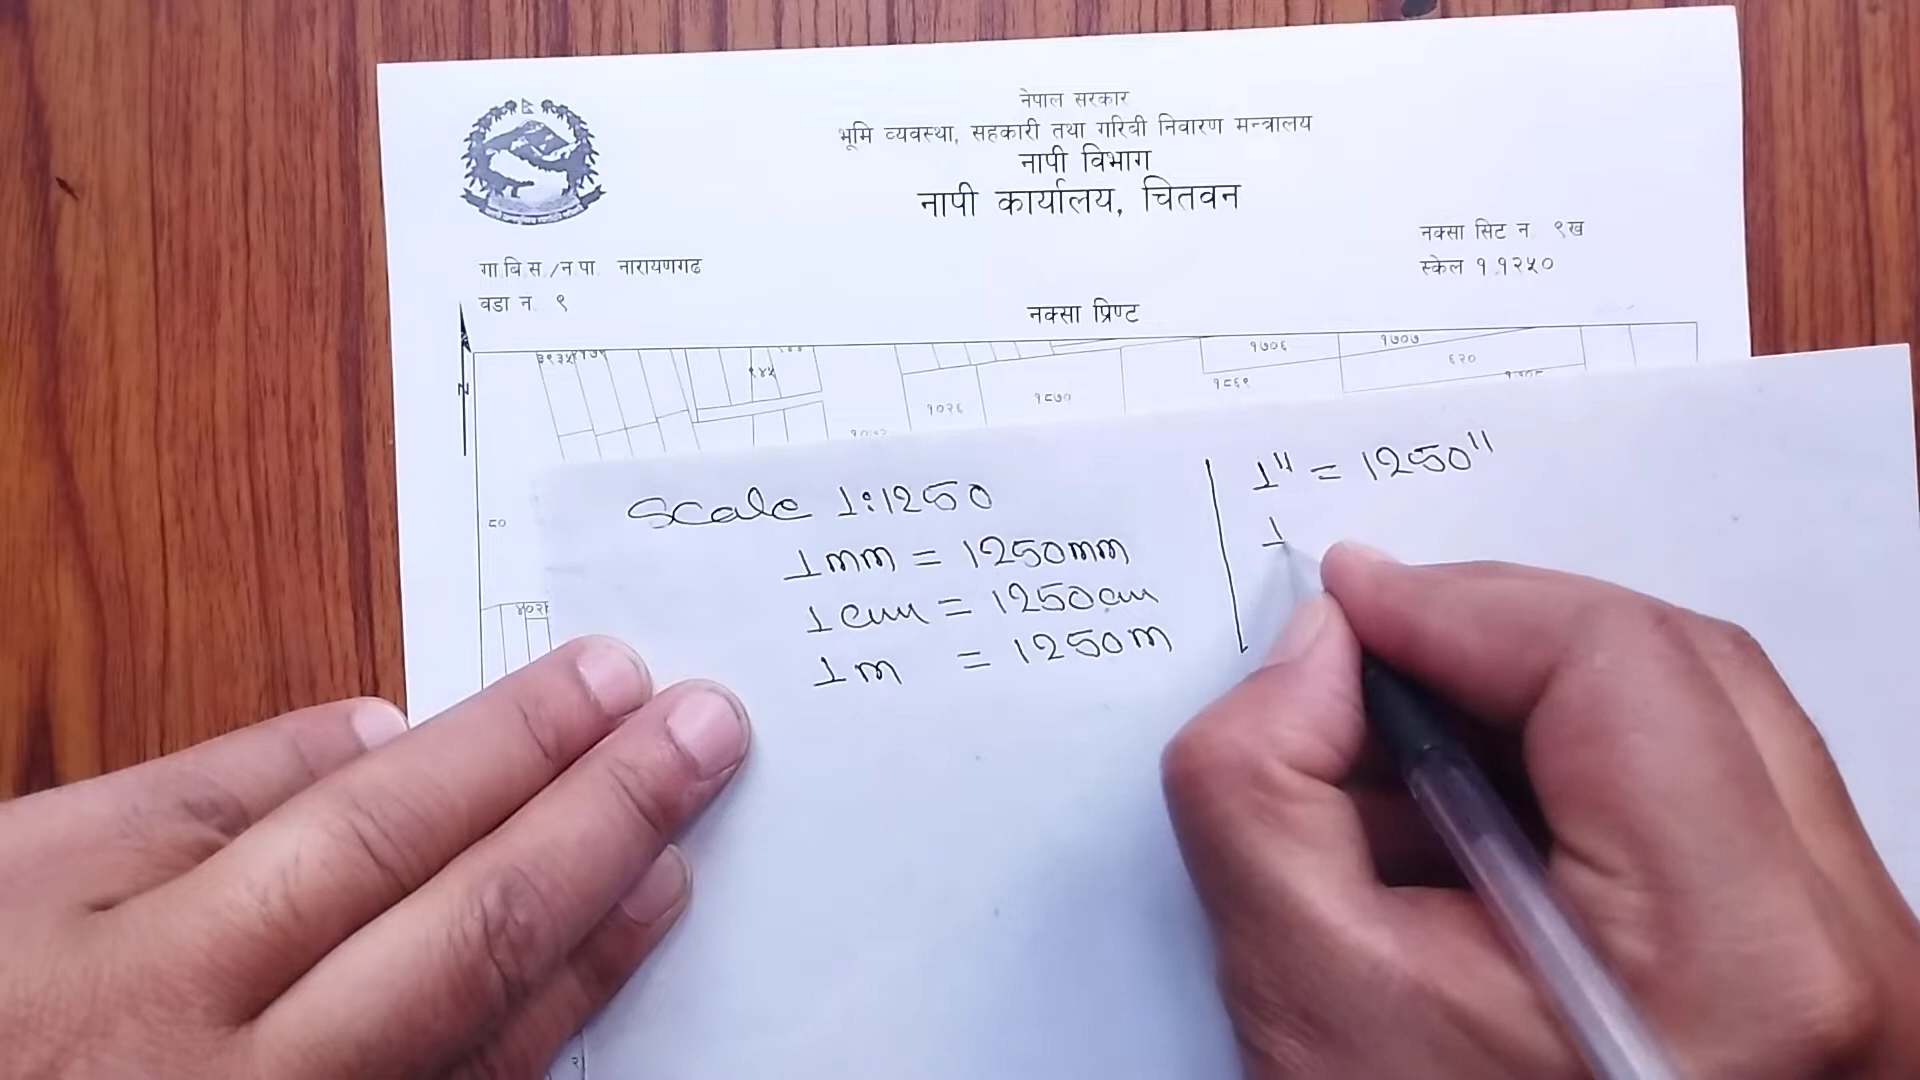 नेपाल सरकार
भूमि व्यवस्था, सहकारी तथा गरिवी निवारण मन्त्रालय
नापी विभाग
नापी कार्यालय, चितवन
नक्सा सिट न ९ख
स्केल १ १२५०
गा.बि स /न पा. नारायणगढ
वडा न. ९
नक्सा प्रिण्ट
१७०६
१७०७
६२०
१८६९
१०२६
१८७०
Scale 1:1250
1mm = 1250mm
1cm = 1250cm
1m = 1250m
1" = 1250"
1